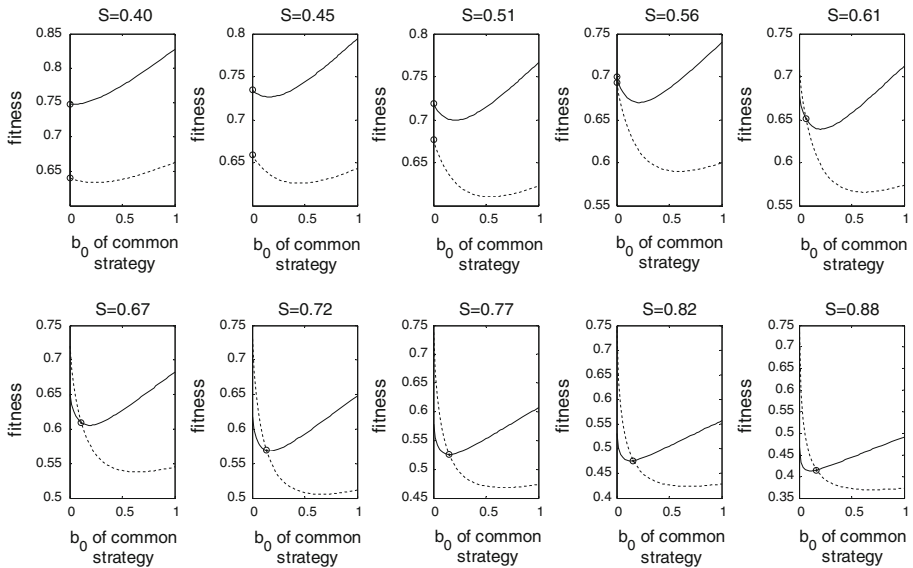 S=0.40
S=0.45
S=0.51
S=0.56
S=0.61
0.85
0.8
0.75
0.7
0.65
fitness
0 0.5 1
b0 of common
strategy
0.8
0.75
0.7
0.65
fitness
0 0.5 1
b0 of common
strategy
0.8
0.75
0.7
0.65
fitness
0 0.5 1
b0 of common
strategy
0.75
0.7
0.65
0.6
0.55
fitness
0 0.5 1
b0 of common
strategy
0.75
0.7
0.65
0.6
0.55
fitness
0 0.5 1
b0 of common
strategy
S=0.67
S=0.72
S=0.77
S=0.82
S=0.88
0.75
0.7
0.65
0.6
0.55
0.5
fitness
0 0.5 1
b0 of common
strategy
0.75
0.7
0.65
0.6
0.55
0.5
fitness
0 0.5 1
b0 of common
strategy
0.75
0.7
0.65
0.6
0.55
0.5
0.45
fitness
0 0.5 1
b0 of common
strategy
0.75
0.7
0.65
0.6
0.55
0.5
0.45
0.4
fitness
0 0.5 1
b0 of common
strategy
0.75
0.7
0.65
0.6
0.55
0.5
0.45
0.4
0.35
fitness
0 0.5 1
b0 of common
strategy